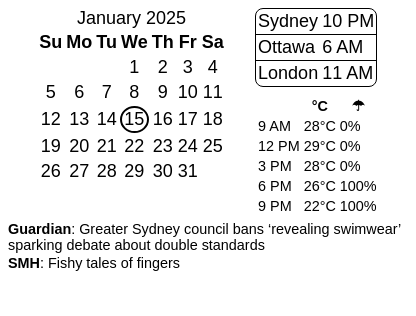 January 2025
Su Mo Tu We Th Fr Sa
1 2 3 4
5 6 7 8 9 10 11
12 13 14 15 16 17 18
19 20 21 22 23 24 25
26 27 28 29 30 31
Sydney 10 PM
Ottawa 6 AM
London 11 AM
°C ☂
9 AM 28°C 0%
12 PM 29°C 0%
3 PM 28°C 0%
6 PM 26°C 100%
9 PM 22°C 100%
Guardian: Greater Sydney council bans ‘revealing swimwear’
sparking debate about double standards
SMH: Fishy tales of fingers